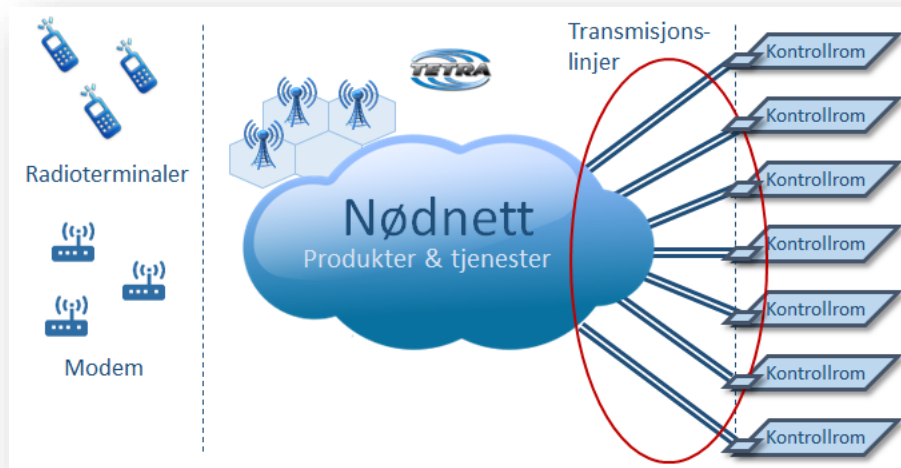 Radioterminaler
Modem
TETRA
Nødnett
Produkter & tjenester
Transmisjons-
linjer
Kontrollrom
Kontrollrom
Kontrollrom
Kontrollrom
Kontrollrom
Kontrollrom
Kontrollrom